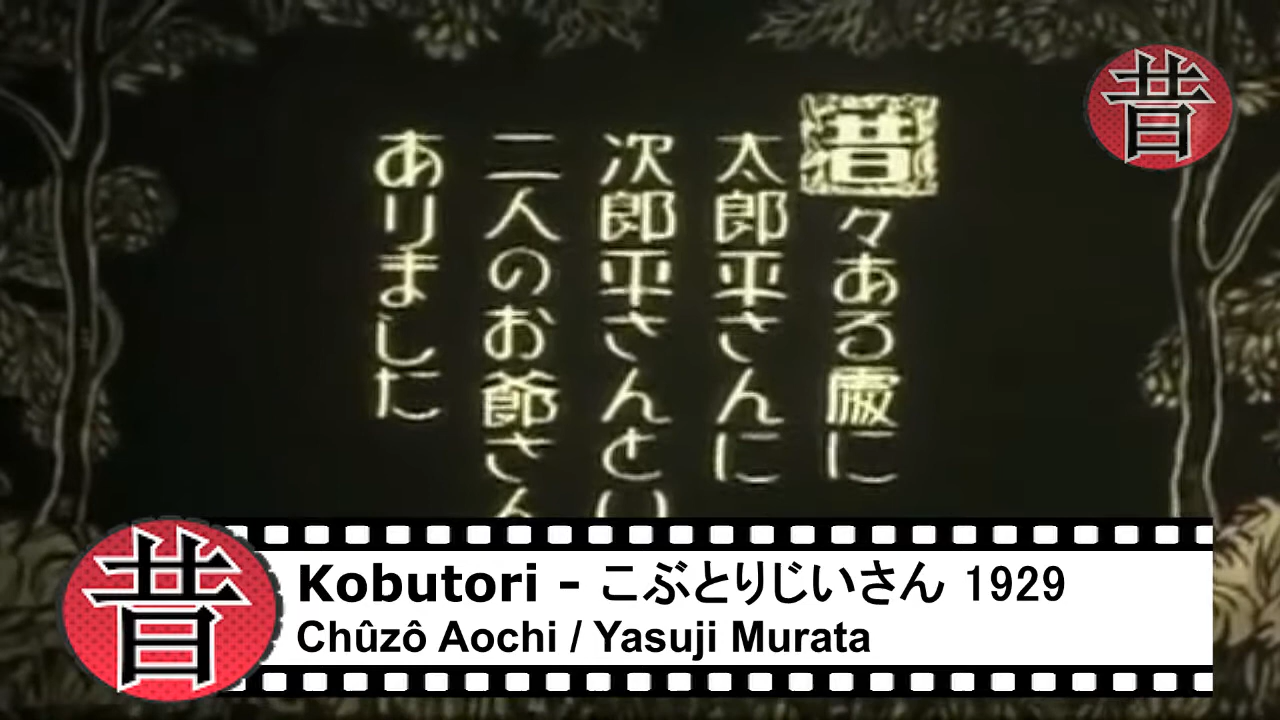 昔々ある處に
太郎平さんに
次郎平さんとい
二人のお爺さん
ありました
昔
昔
Kobutori - こぶとりじいさん 1929
Chûzô Aochi / Yasuji Murata